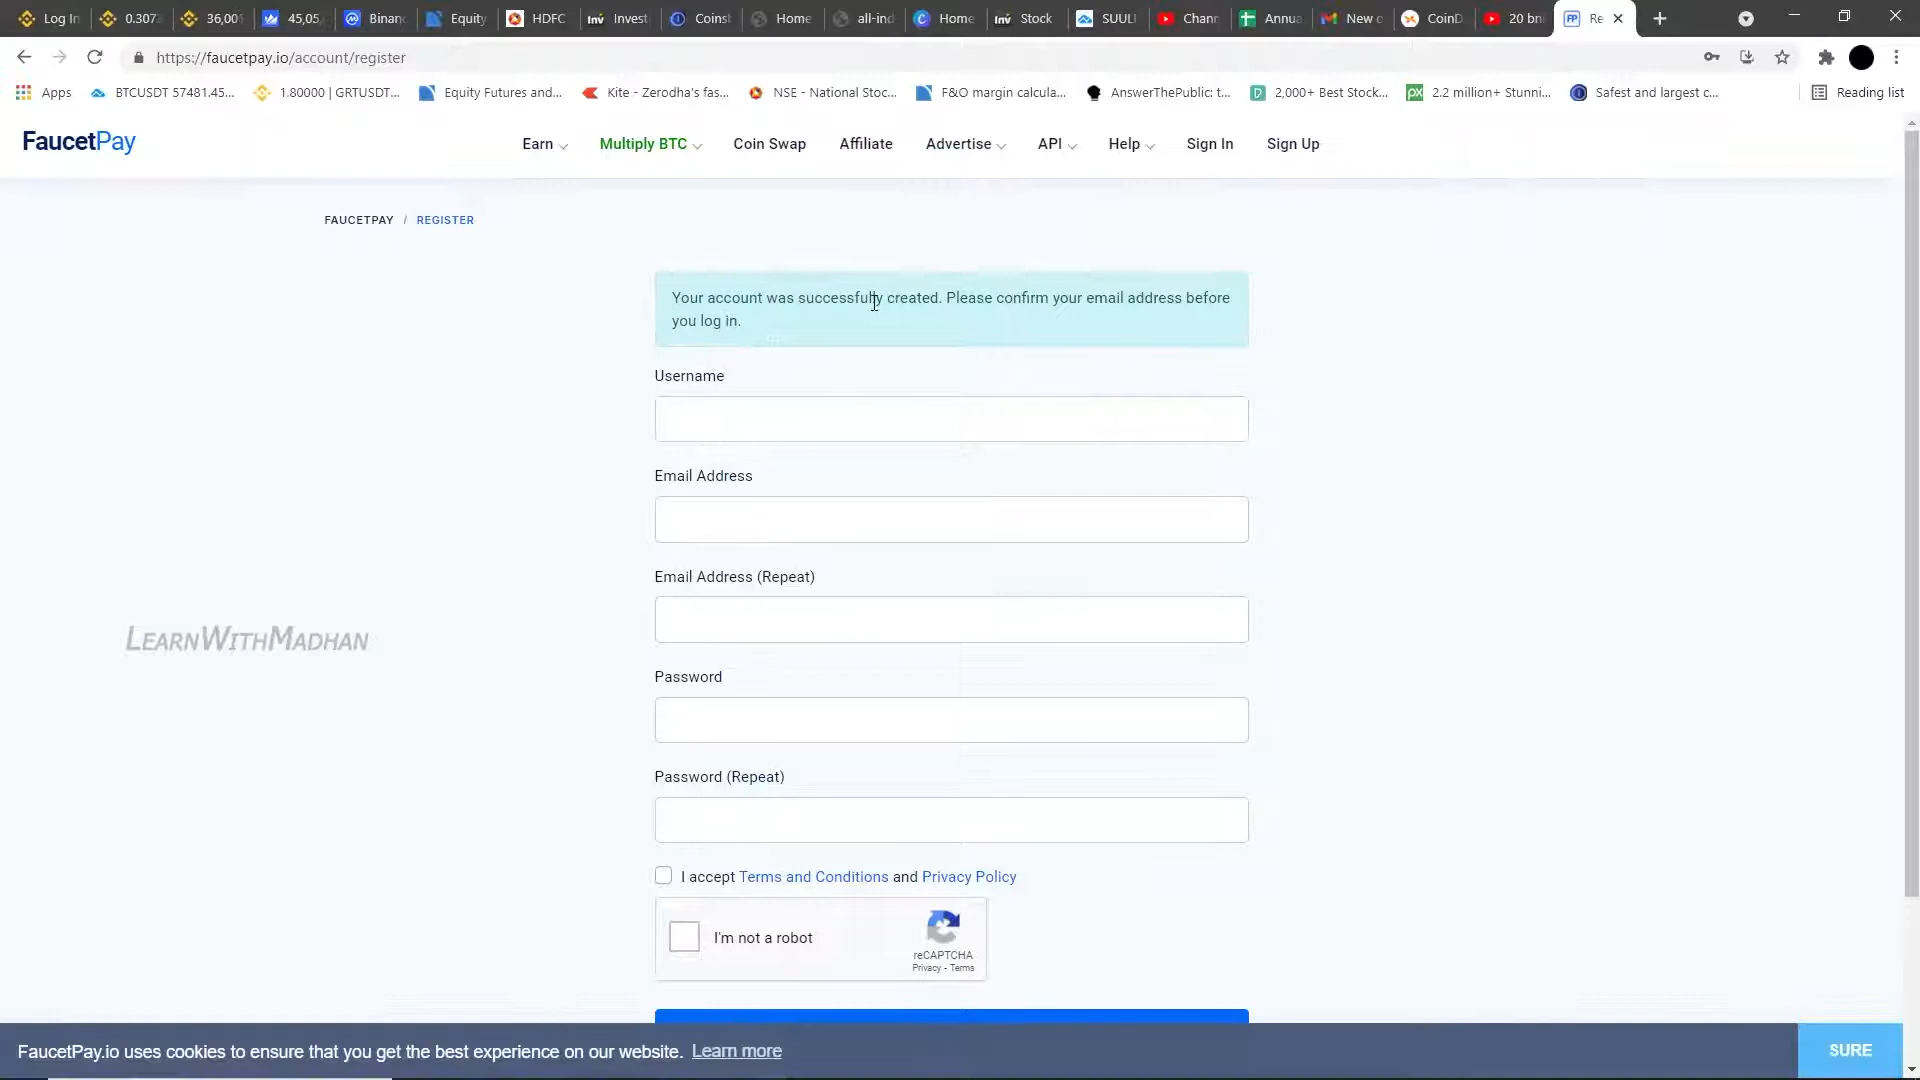 Log In
0.307
36,00
45,05
Binanc
Equity
HDFC
Invest
Coins
Home
all-ind
Home
Stock
SUUL
Chann
Annua
New c
CoinD
20 bn
Re
https://faucetpay.io/account/register
Apps
BTCUSDT 57481.45...
1.80000 | GRTUSDT...
Equity Futures and...
Kite - Zerodha's fas...
NSE - National Stoc...
F&O margin calcula...
AnswerThePublic: t...
2,000+ Best Stock...
2.2 million+ Stunni...
Safest and largest c...
Reading list
FaucetPay
Earn
Multiply BTC
Coin Swap
Affiliate
Advertise
API
Help
Sign In
Sign Up
FAUCETPAY / REGISTER
Your account was successfully created. Please confirm your email address before
you log in.
Username
Email Address
Email Address (Repeat)
LEARNWITHMADHAN
Password
Password (Repeat)
I accept Terms and Conditions and Privacy Policy
I'm not a robot
reCAPTCHA
Privacy - Terms
FaucetPay.io uses cookies to ensure that you get the best experience on our website. Learn more
SURE